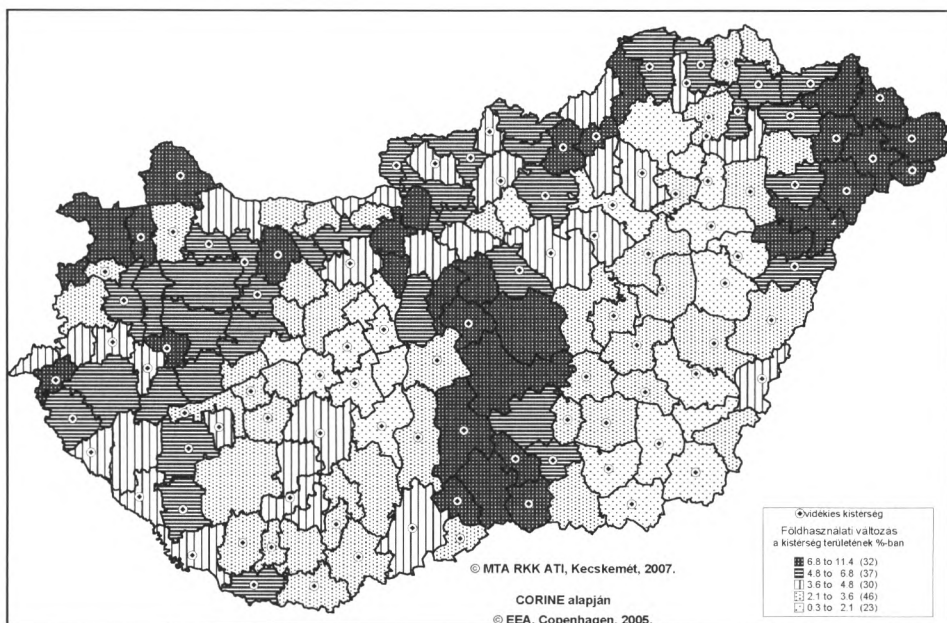 vidékies kistérség
Földhasználati változás
a kistérség területének %-ban
6.8 to 11.4 (32)
4.8 to 6.8 (37)
3.6 to 4.8 (30)
2.1 to 3.6 (46)
0.3 to 2.1 (23)
© MTA RKK ATI, Kecskemét, 2007.
CORINE alapján
© EEA, Copenhagen, 2005.